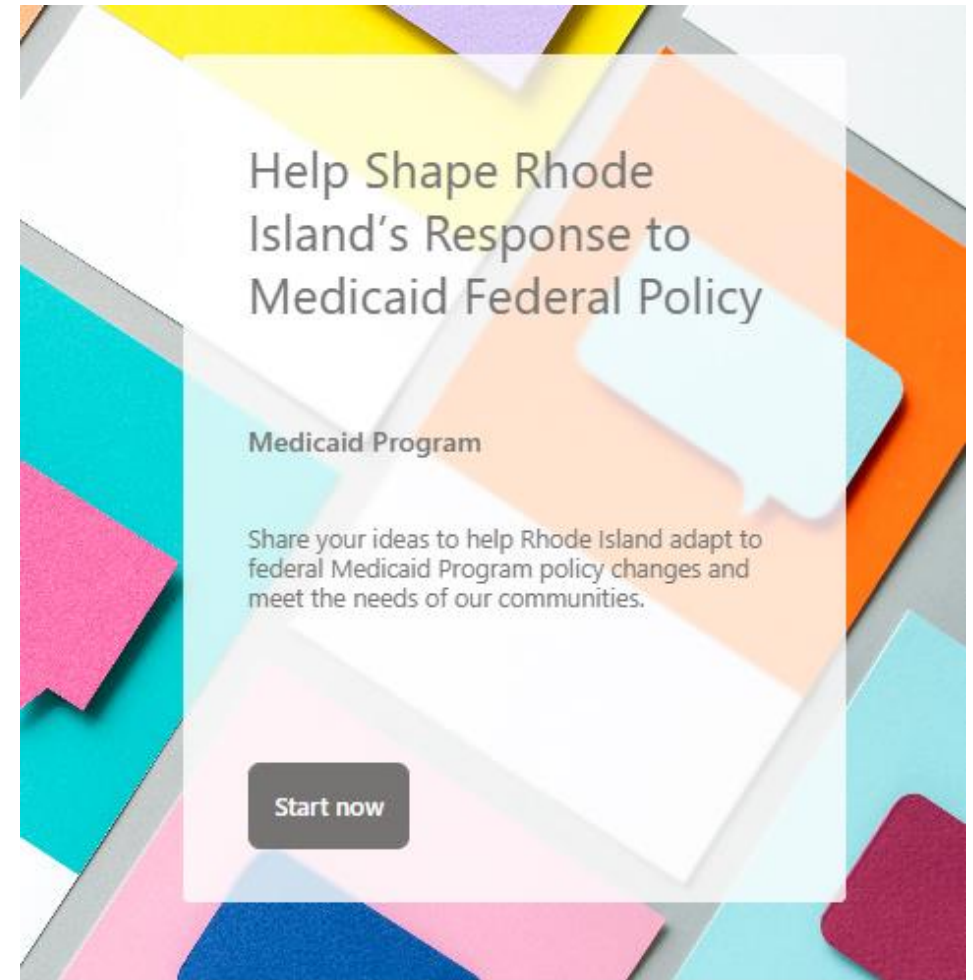 Help Shape Rhode
Island’s Response to
Medicaid Federal Policy
Medicaid Program
Share your ideas to help Rhode Island adapt to
federal Medicaid Program policy changes and
meet the needs of our communities.
Start now